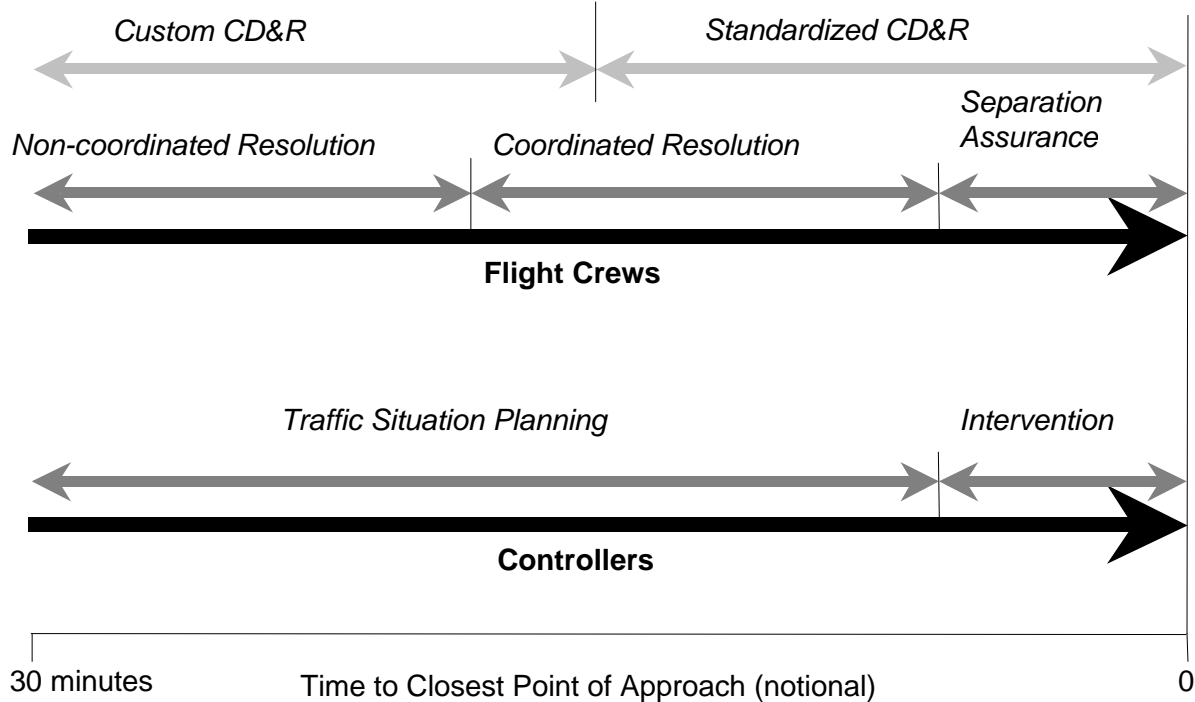 Custom CD&R
Standardized CD&R
Separation
Assurance
Non-coordinated Resolution
Coordinated Resolution
Flight Crews
Traffic Situation Planning
Intervention
Controllers
30 minutes
Time to Closest Point of Approach (notional)
0